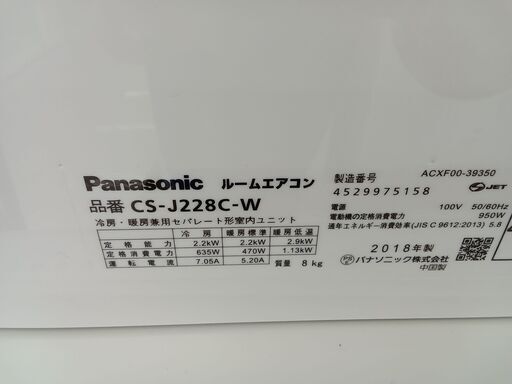 Panasonic ルームエアコン
品番 CS-J228C-W
冷房・暖房兼用セパレート形室内ユニット
冷房 暖房標準 暖房低温
定格能力 2.2kW 2.2kW 2.9kW
定格消費電力 635W 470W 1.13kW
運転電流 7.05A 5.20A 質量 8kg
ACXF00-39350
製造番号
4529975158 JET
電源 100V 50/60Hz
電動機の定格消費電力 950W
通年エネルギー消費効率(JIS C 9612:2013) 5.8
2018年製
PS パナソニック株式会社
中国製